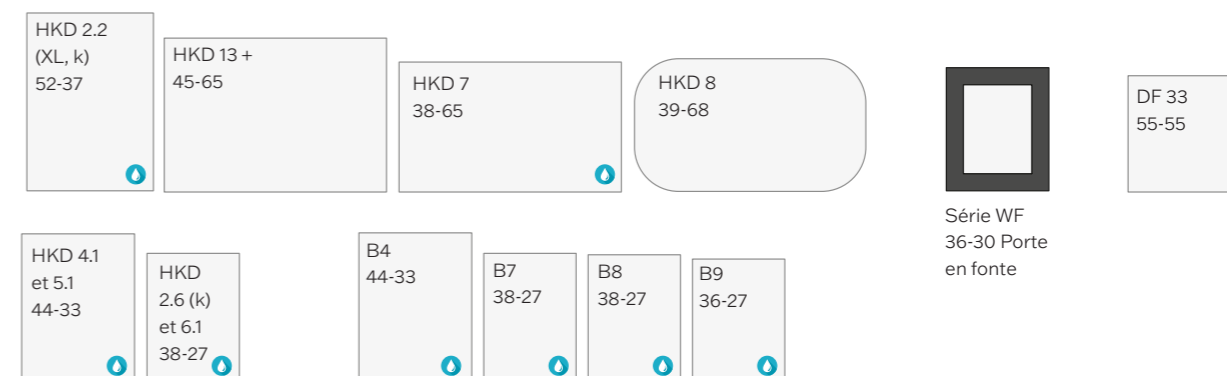 HKD 2.2
(XL, k)
52-37
HKD 13 +
45-65
HKD 7
38-65
HKD 8
39-68
DF 33
55-55
Série WF
36-30 Porte
en fonte
HKD 4.1
et 5.1
44-33
HKD
2.6 (k)
et 6.1
38-27
B4
44-33
B7
38-27
B8
38-27
B9
36-27